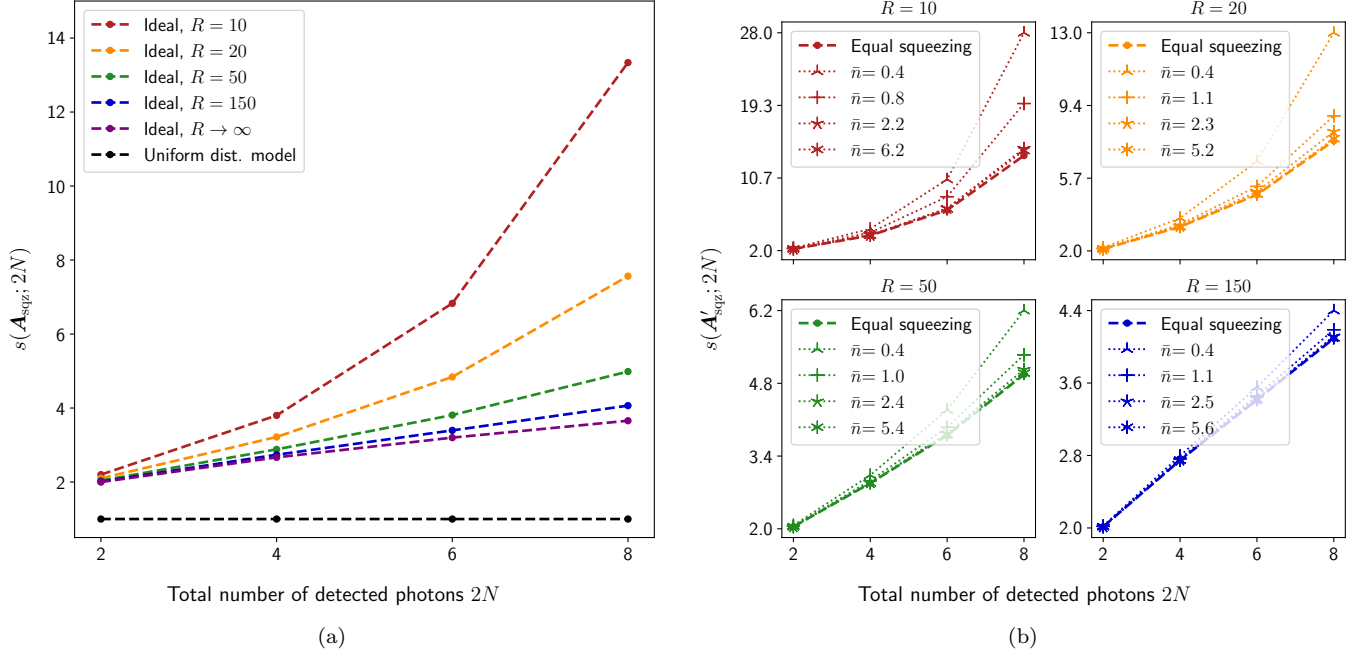 Ideal, R = 10
Ideal, R = 20
Ideal, R = 50
Ideal, R = 150
Ideal, R → ∞
Uniform dist. model
14
12
10
8
6
4
2
2
4
6
8
s(A_sqz; 2N)
Total number of detected photons 2N
(a)
R = 10
Equal squeezing
n̄= 0.4
n̄= 0.8
n̄= 2.2
n̄= 6.2
28.0
19.3
10.7
2.0
R = 20
Equal squeezing
n̄= 0.4
n̄= 1.1
n̄= 2.3
n̄= 5.2
13.0
9.4
5.7
2.0
R = 50
Equal squeezing
n̄= 0.4
n̄= 1.0
n̄= 2.4
n̄= 5.4
6.2
4.8
3.4
2.0
2
4
6
8
R = 150
Equal squeezing
n̄= 0.4
n̄= 1.1
n̄= 2.5
n̄= 5.6
4.4
3.6
2.8
2.0
2
4
6
8
s(A′_sqz; 2N)
Total number of detected photons 2N
(b)